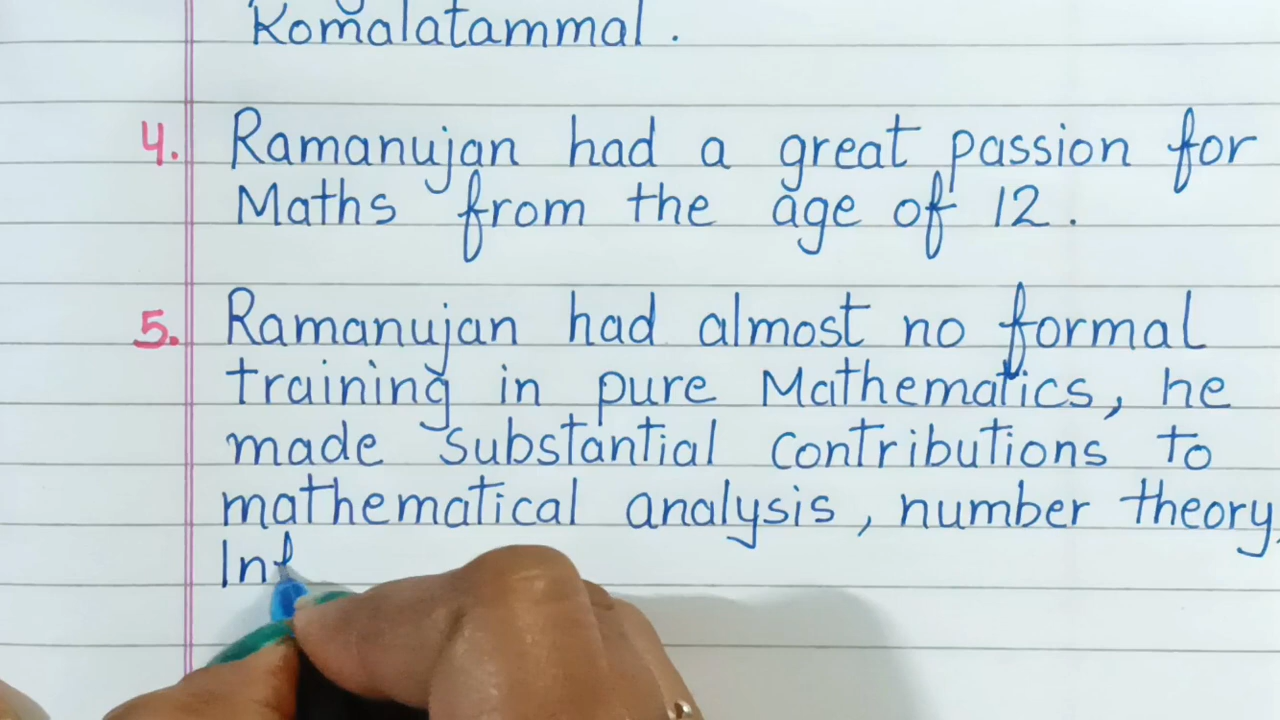 Komalatammal.
4. Ramanujan had a great passion for
Maths from the age of 12.
5. Ramanujan had almost no formal
training in pure Mathematics, he
made substantial contributions to
mathematical analysis, number theory,
Inf